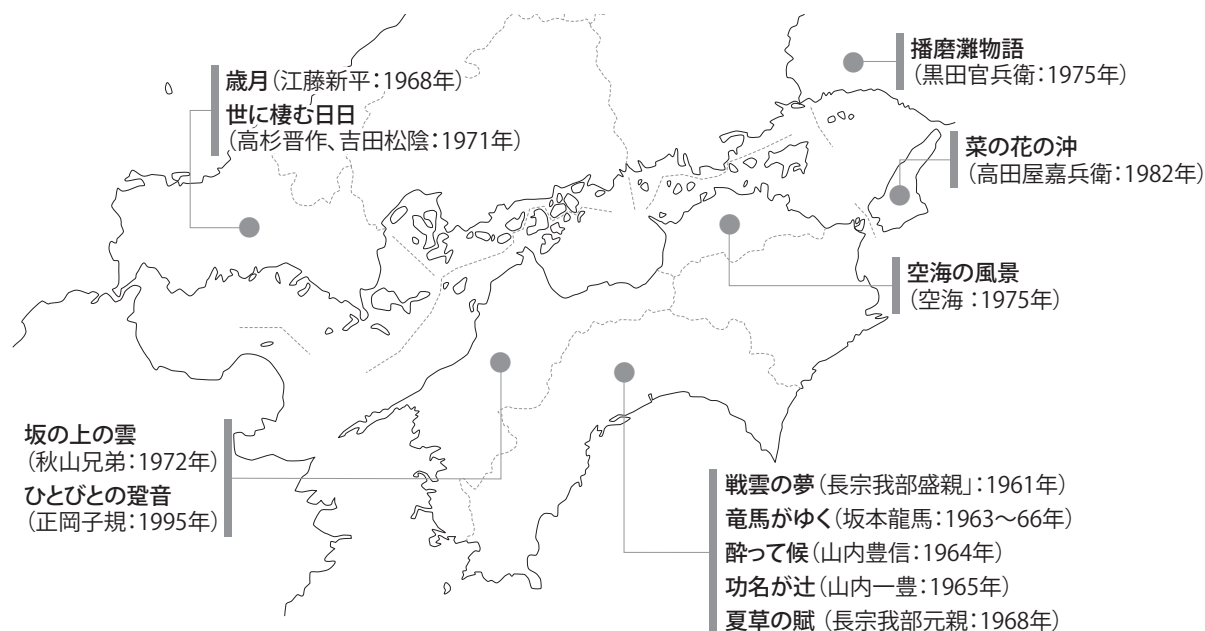 歳月(江藤新平:1968年)
世に棲む日日
(高杉晋作、吉田松陰:1971年)
播磨灘物語
(黒田官兵衛:1975年)
菜の花の沖
(高田屋嘉兵衛:1982年)
空海の風景
(空海:1975年)
坂の上の雲
(秋山兄弟:1972年)
ひとびとの跫音
(正岡子規:1995年)
戦雲の夢(長宗我部盛親」:1961年)
竜馬がゆく(坂本龍馬:1963〜66年)
酔って候(山内豊信:1964年)
功名が辻(山内一豊:1965年)
夏草の賦(長宗我部元親:1968年)